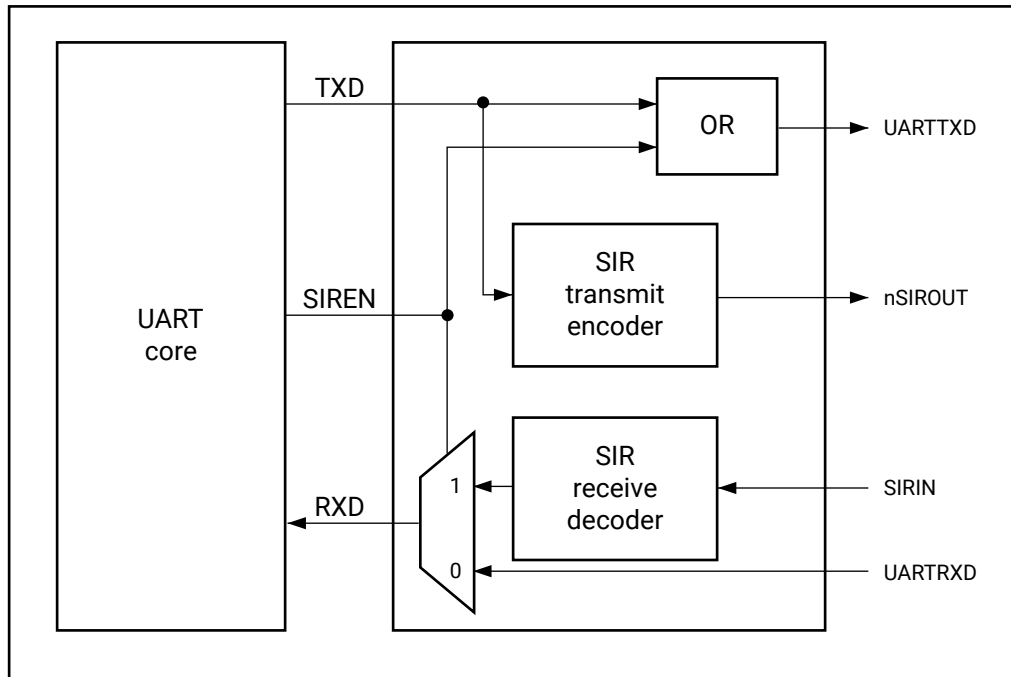 TXD
OR
UARTTXD
SIR
transmit
encoder
SIREN
nSIROUT
UART
core
SIR
receive
decoder
1
SIRIN
RXD
0
UARTRXD